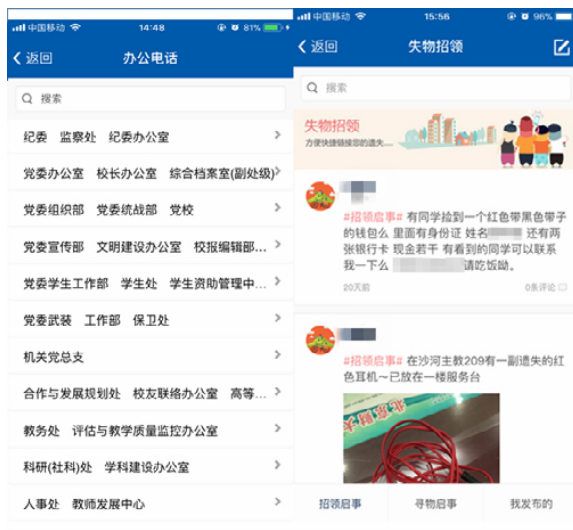 中国移动 14:48 81%
返回 办公电话
搜索
纪委 监察处 纪委办公室
党委办公室 校长办公室 综合档案室(副处级)
党委组织部 党委统战部 党校
党委宣传部 文明建设办公室 校报编辑部...
党委学生工作部 学生处 学生资助管理中...
党委武装 工作部 保卫处
机关党总支
合作与发展规划处 校友联络办公室 高等...
教务处 评估与教学质量监控办公室
科研(社科)处 学科建设办公室
人事处 教师发展中心
中国移动 15:56 96%
返回 失物招领
搜索
失物招领
方便快捷链接您的遗失....
#招领启事# 有同学捡到一个红色带黑色带子
的钱包么 里面有身份证 姓名 还有两
张银行卡 现金若干 有看到的同学可以联系
我一下么 请吃饭呦。
20天前 0条评论
#招领启事# 在沙河主教209有一副遗失的红
色耳机~已放在一楼服务台
招领启事 寻物启事 我发布的